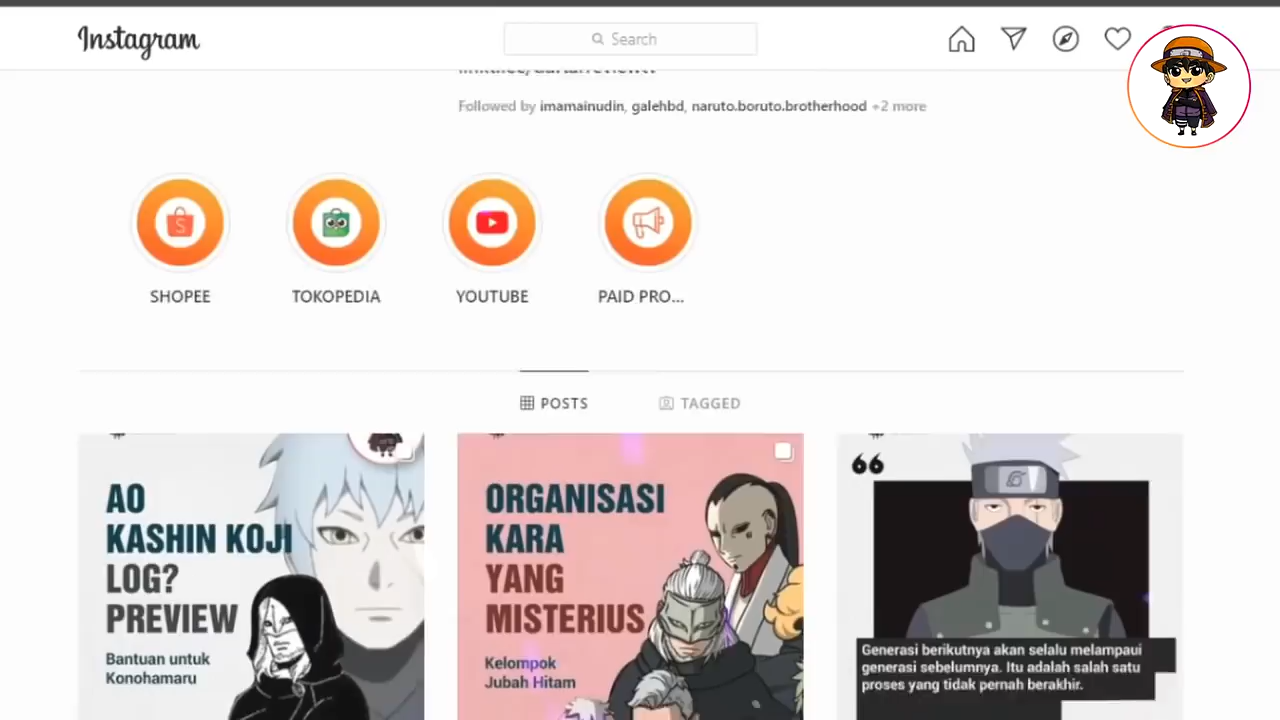 Instagram
Search
Followed by imamainudin, galehbd, naruto.boruto.brotherhood +2 more
SHOPEE
TOKOPEDIA
YOUTUBE
PAID PRO...
POSTS
TAGGED
AO
KASHIN KOJI
LOG?
PREVIEW
Bantuan untuk
Konohamaru
ORGANISASI
KARA
YANG
MISTERIUS
Kelompok
Jubah Hitam
Generasi berikutnya akan selalu melampaui
generasi sebelumnya. Itu adalah salah satu
proses yang tidak pernah berakhir.